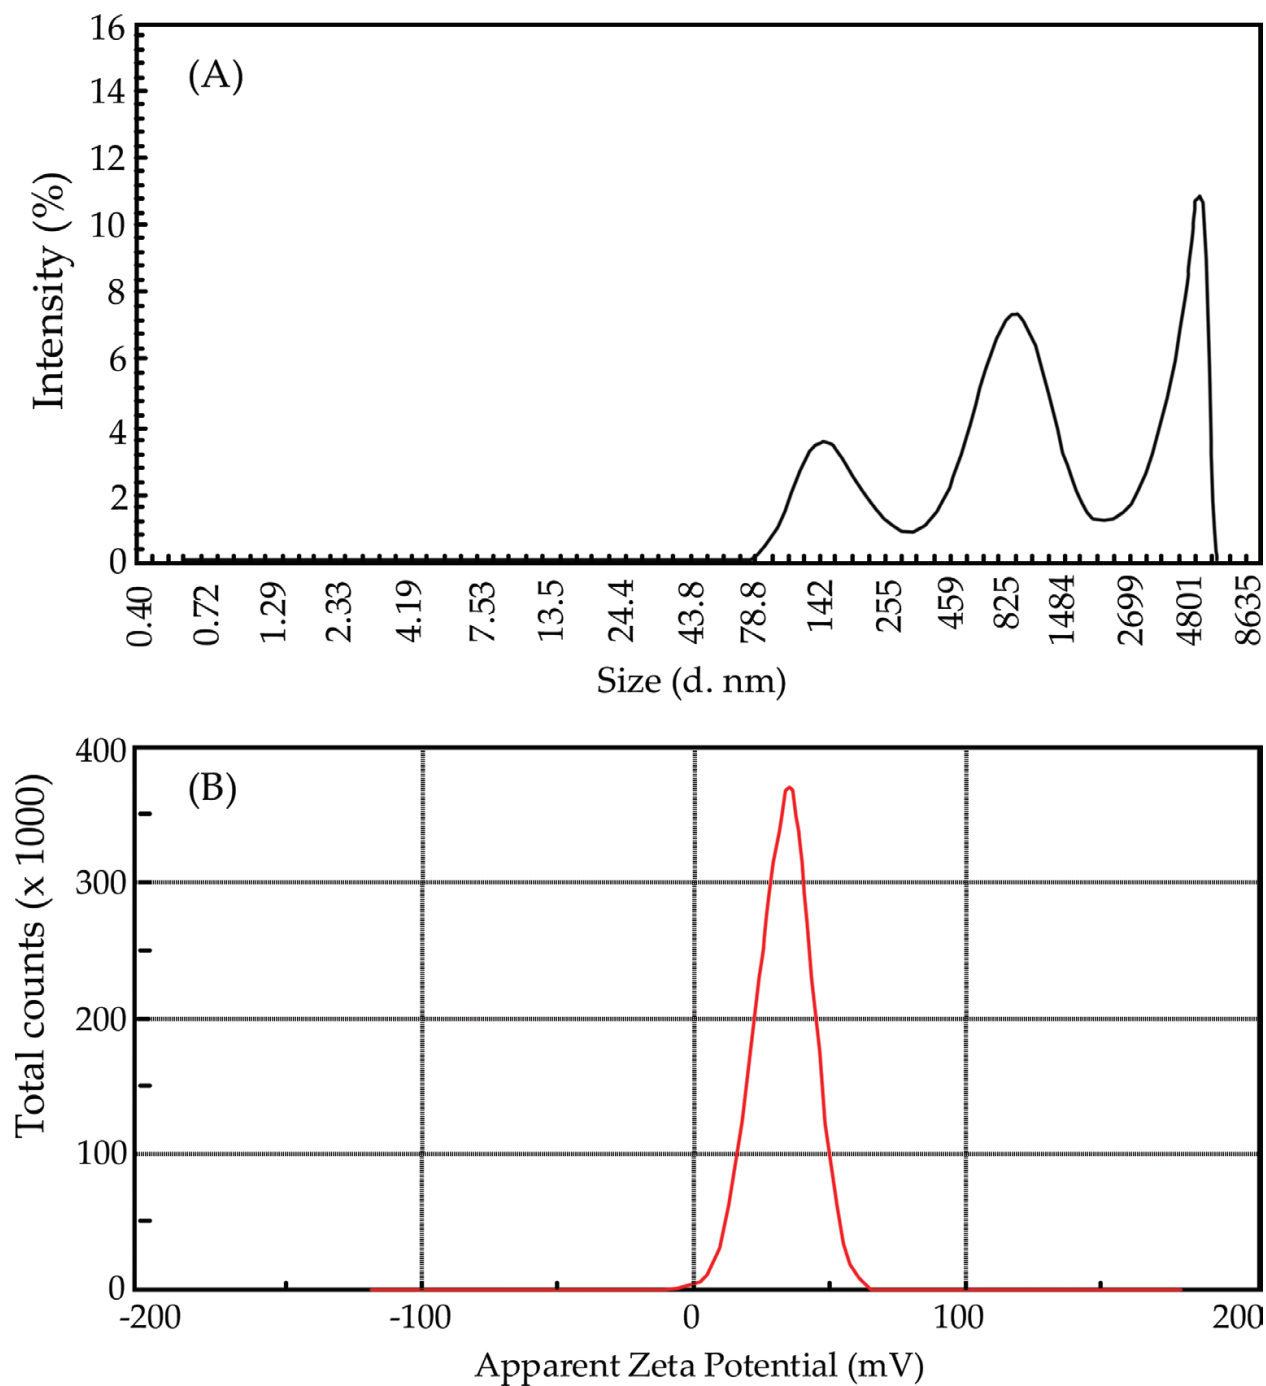 (A)
Intensity (%)
16
14
12
10
8
6
4
2
0
0.40 0.72 1.29 2.33 4.19 7.53 13.5 24.4 43.8 78.8 142 255 459 825 1484 2699 4801 8635
Size (d. nm)
(B)
Total counts (x 1000)
400
300
200
100
0
-200 -100 0 100 200
Apparent Zeta Potential (mV)